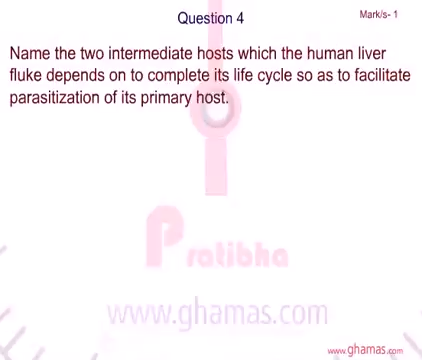 Question 4
Mark/s- 1
Name the two intermediate hosts which the human liver
fluke depends on to complete its life cycle so as to facilitate
parasitization of its primary host.
Pratibha
www.ghamas.com
www.ghamas.com